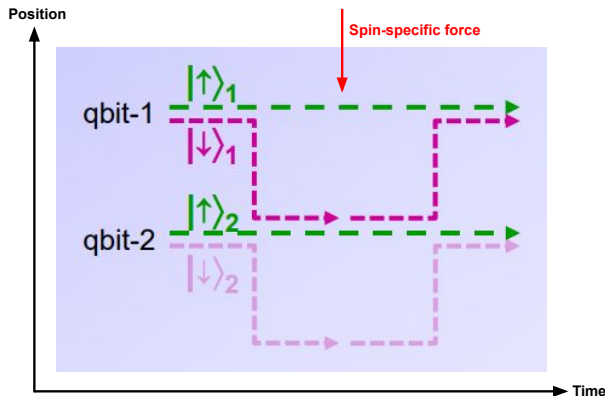 Position
Spin-specific force
|↑⟩₁
qbit-1
|↓⟩₁
|↑⟩₂
qbit-2
|↓⟩₂
Time